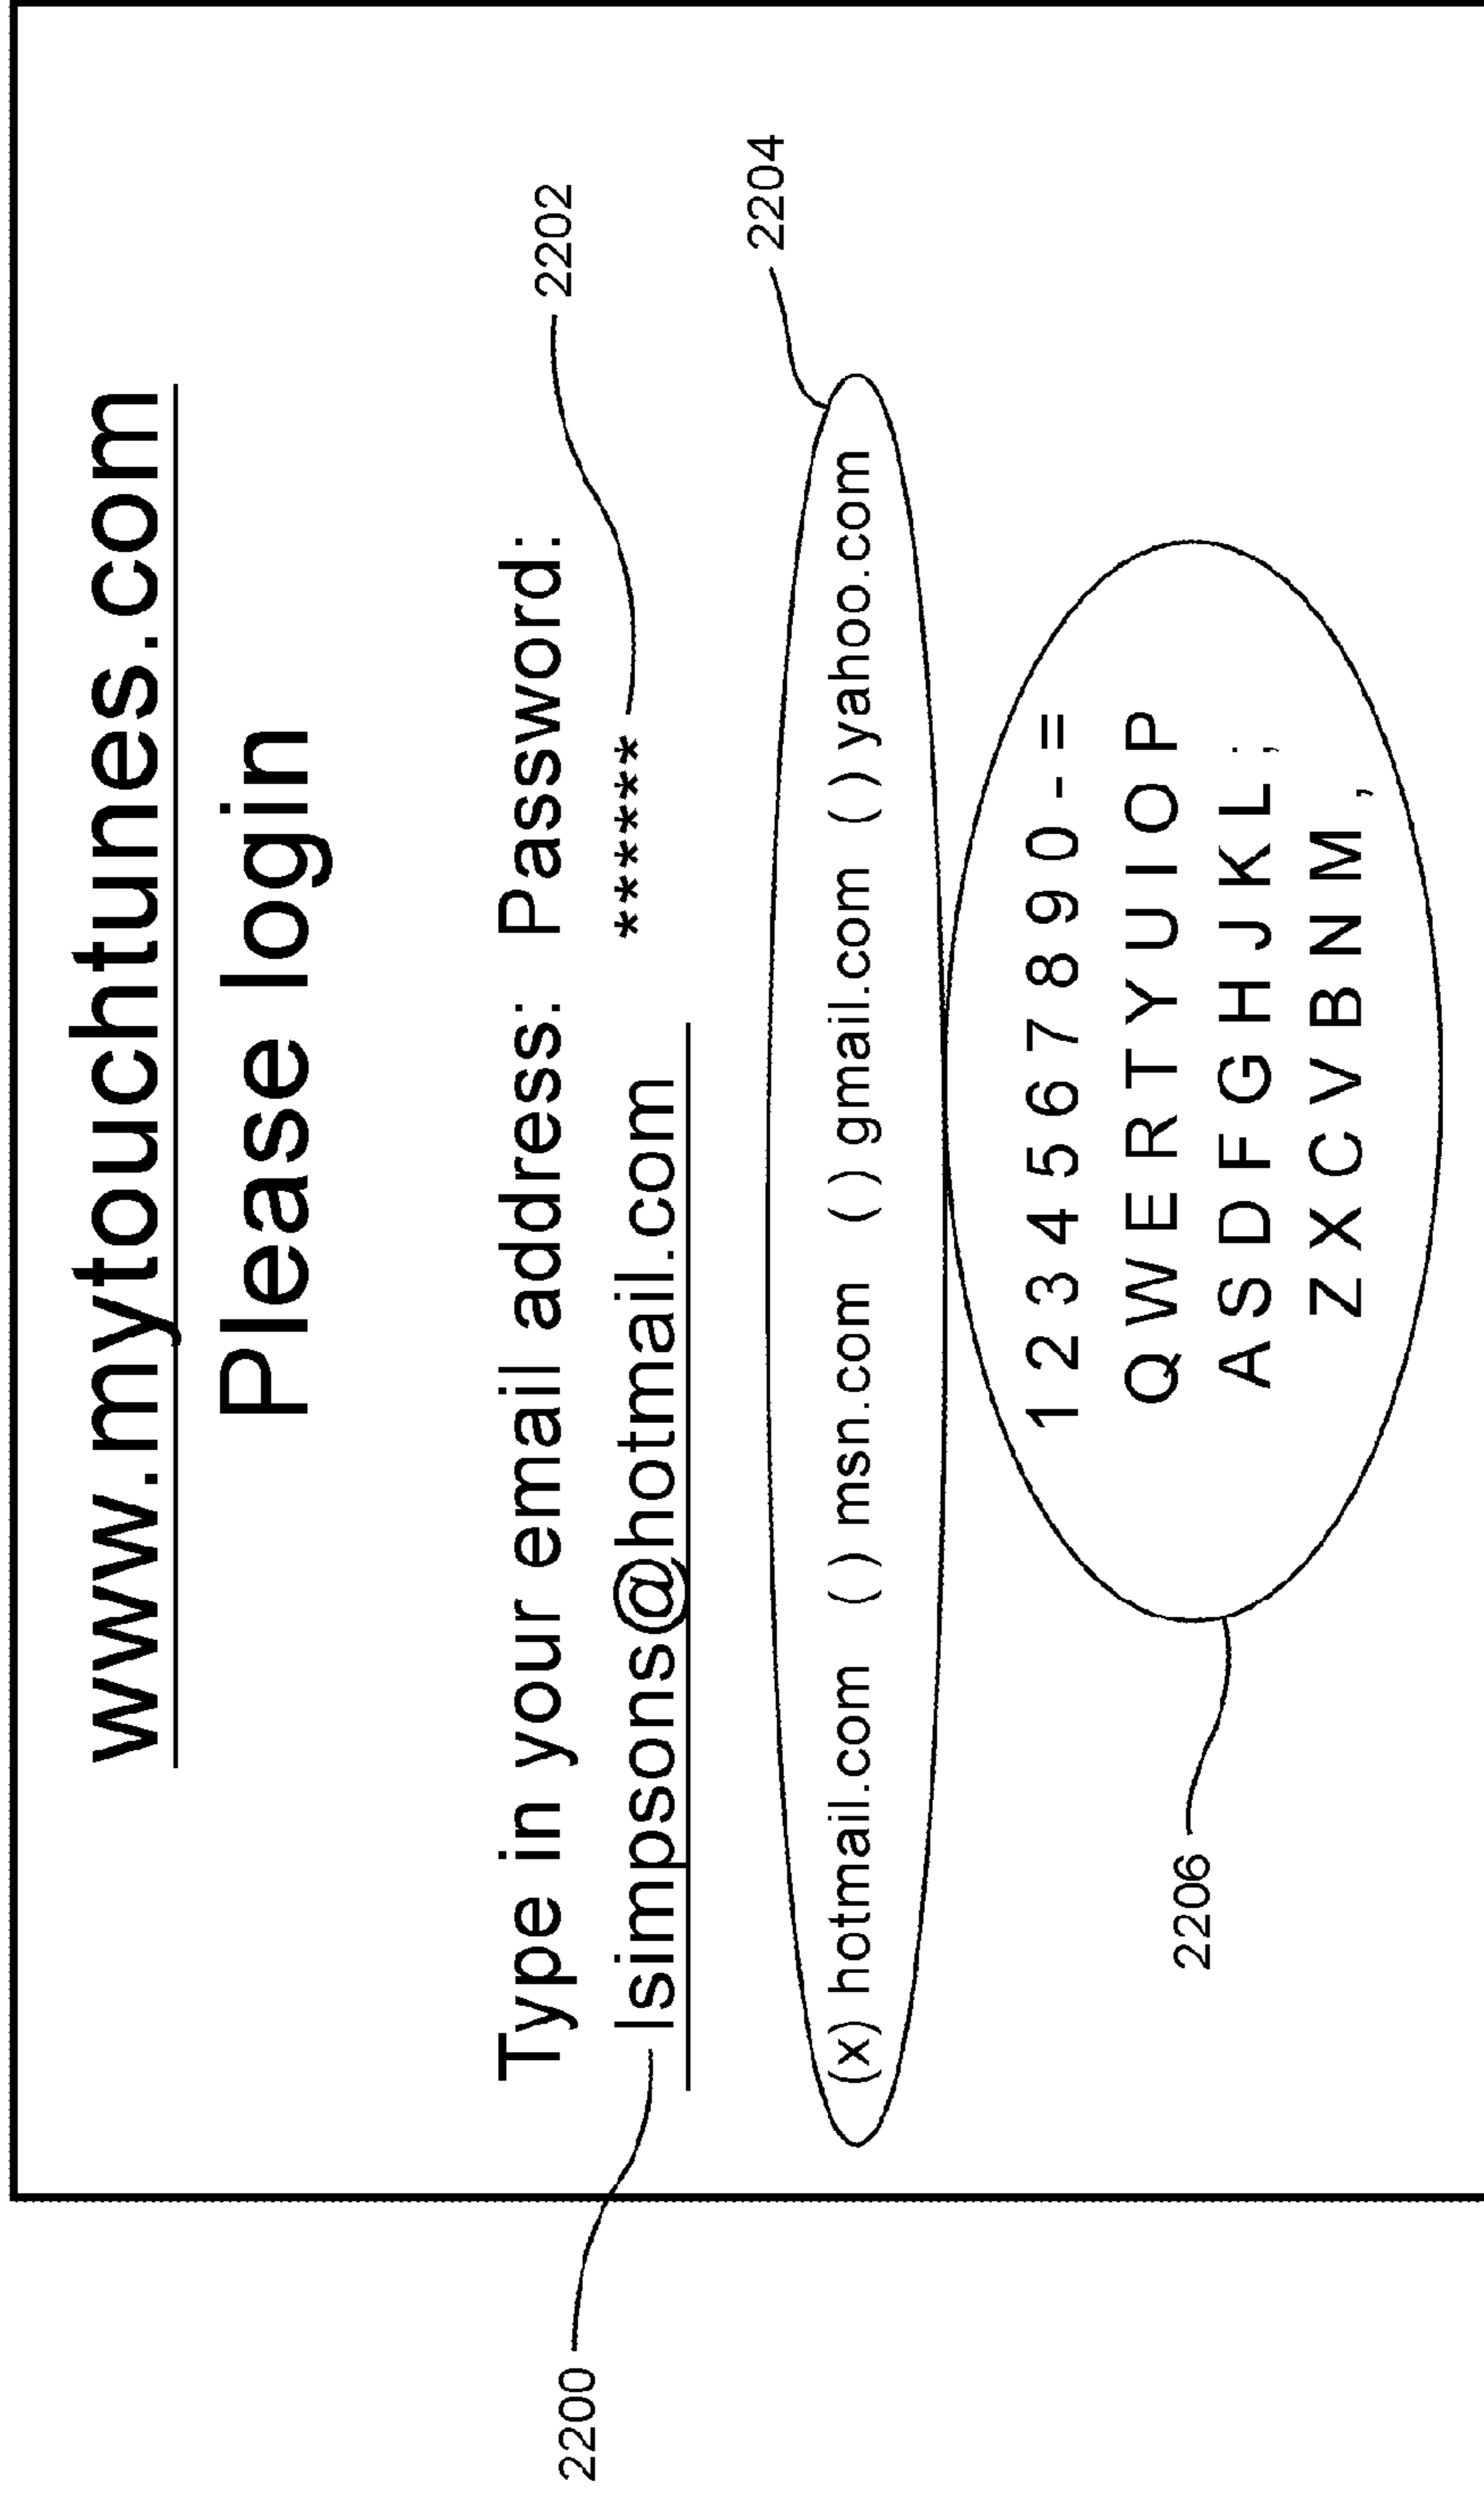 www.mytouchtunes.com
Please login
Type in your email address: Password:
lsimpsons@hotmail.com ******
2200
2202
(x) hotmail.com ( ) msn.com ( ) gmail.com ( ) yahoo.com
2204
1 2 3 4 5 6 7 8 9 0 - =
Q W E R T Y U I O P
A S D F G H J K L ;
Z X C V B N M ,
2206